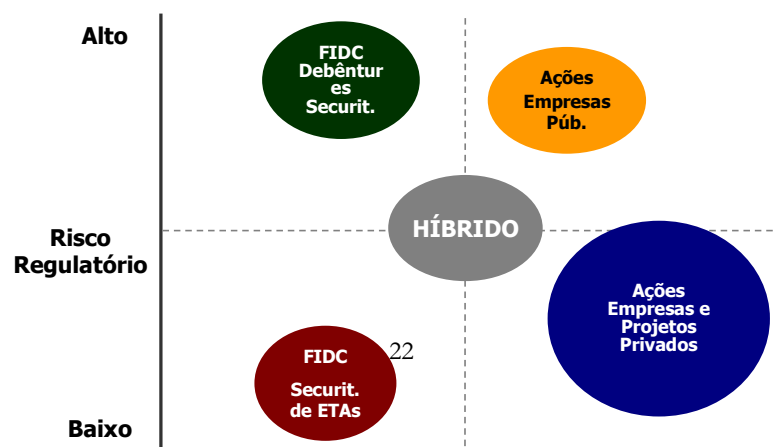 Alto
FIDC
Debêntur
es
Securit.
Ações
Empresas
Púb.
HÍBRIDO
Risco
Regulatório
Ações
Empresas e
Projetos
Privados
FIDC
Securit.
de ETAs
22
Baixo